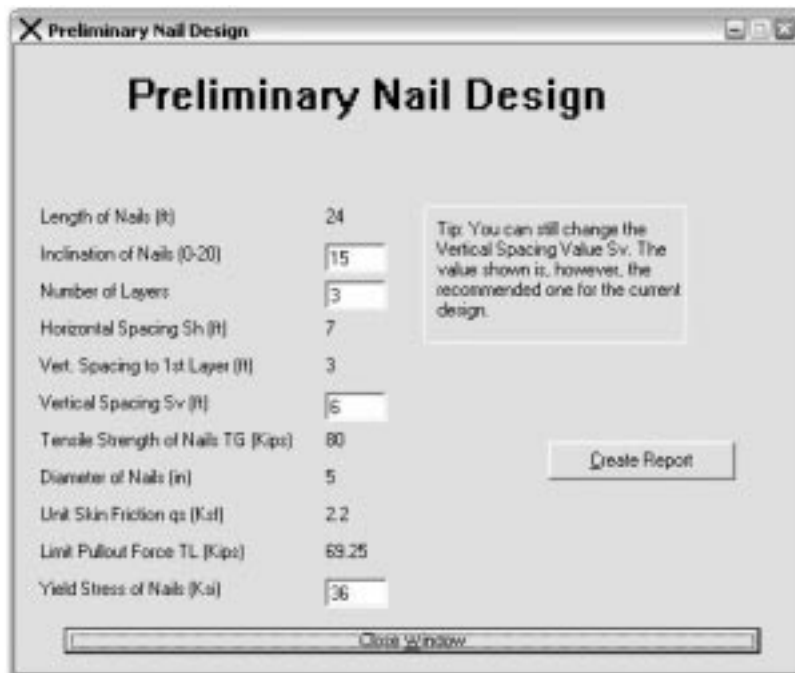 Preliminary Nail Design
Preliminary Nail Design
Length of Nails (ft) 24
Inclination of Nails (0-20) 15
Number of Layers 3
Horizontal Spacing Sh (ft) 7
Vert. Spacing to 1st Layer (ft) 3
Vertical Spacing Sv (ft) 6
Tensile Strength of Nails TG (Kips) 80
Diameter of Nails (in) 5
Unit Skin Friction qs (Ksf) 2.2
Limit Pullout Force TL (Kips) 69.25
Yield Stress of Nails (Ksi) 36
Tip: You can still change the
Vertical Spacing Value Sv. The
value shown is, however, the
recommended one for the current
design.
Create Report
Close Window